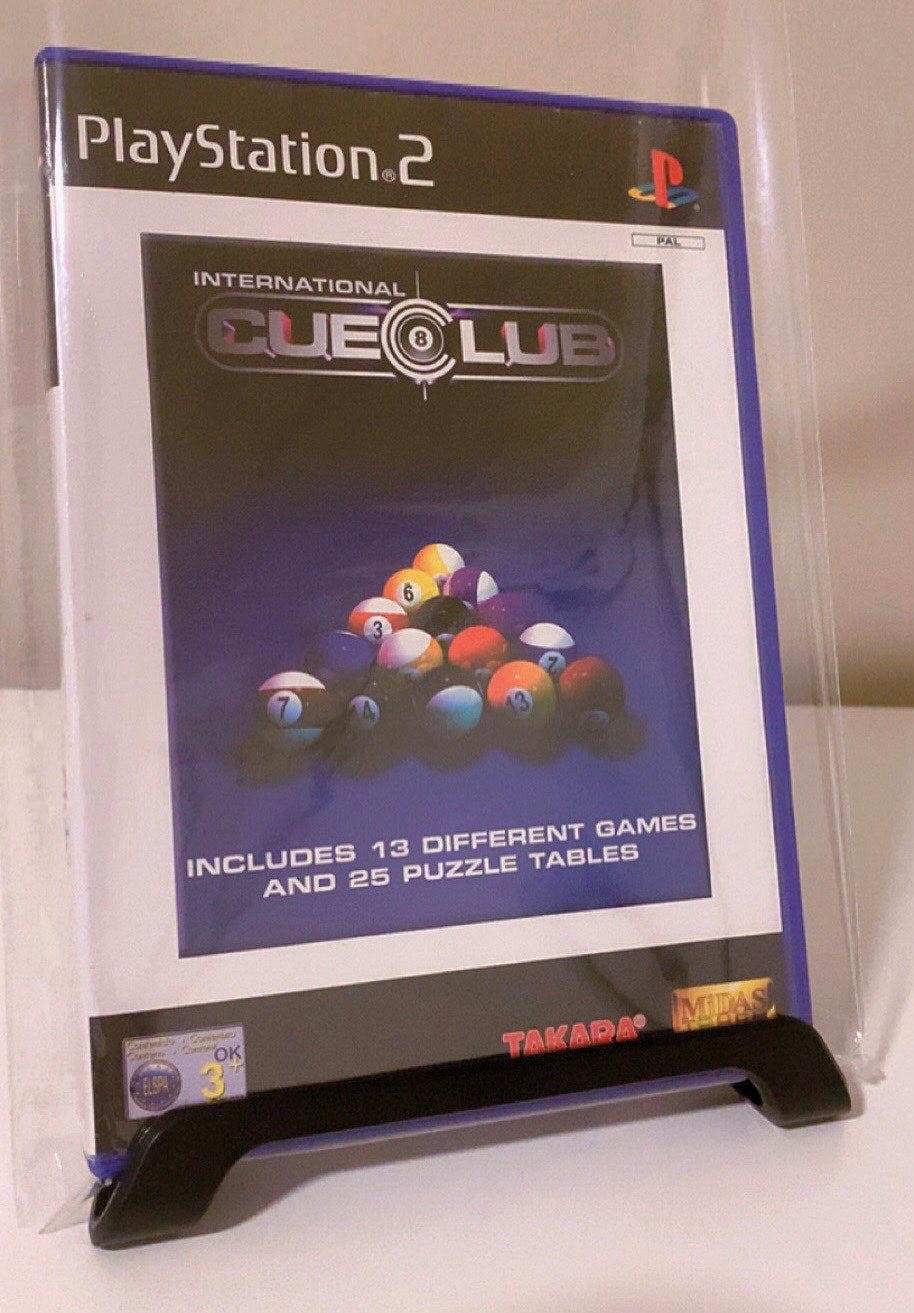 PlayStation®2
PAL
INTERNATIONAL
CUE CLUB
8
6
3
7
7
4
13
INCLUDES 13 DIFFERENT GAMES
AND 25 PUZZLE TABLES
TAKARA®
MiDAS
OK
ELSPA
3+